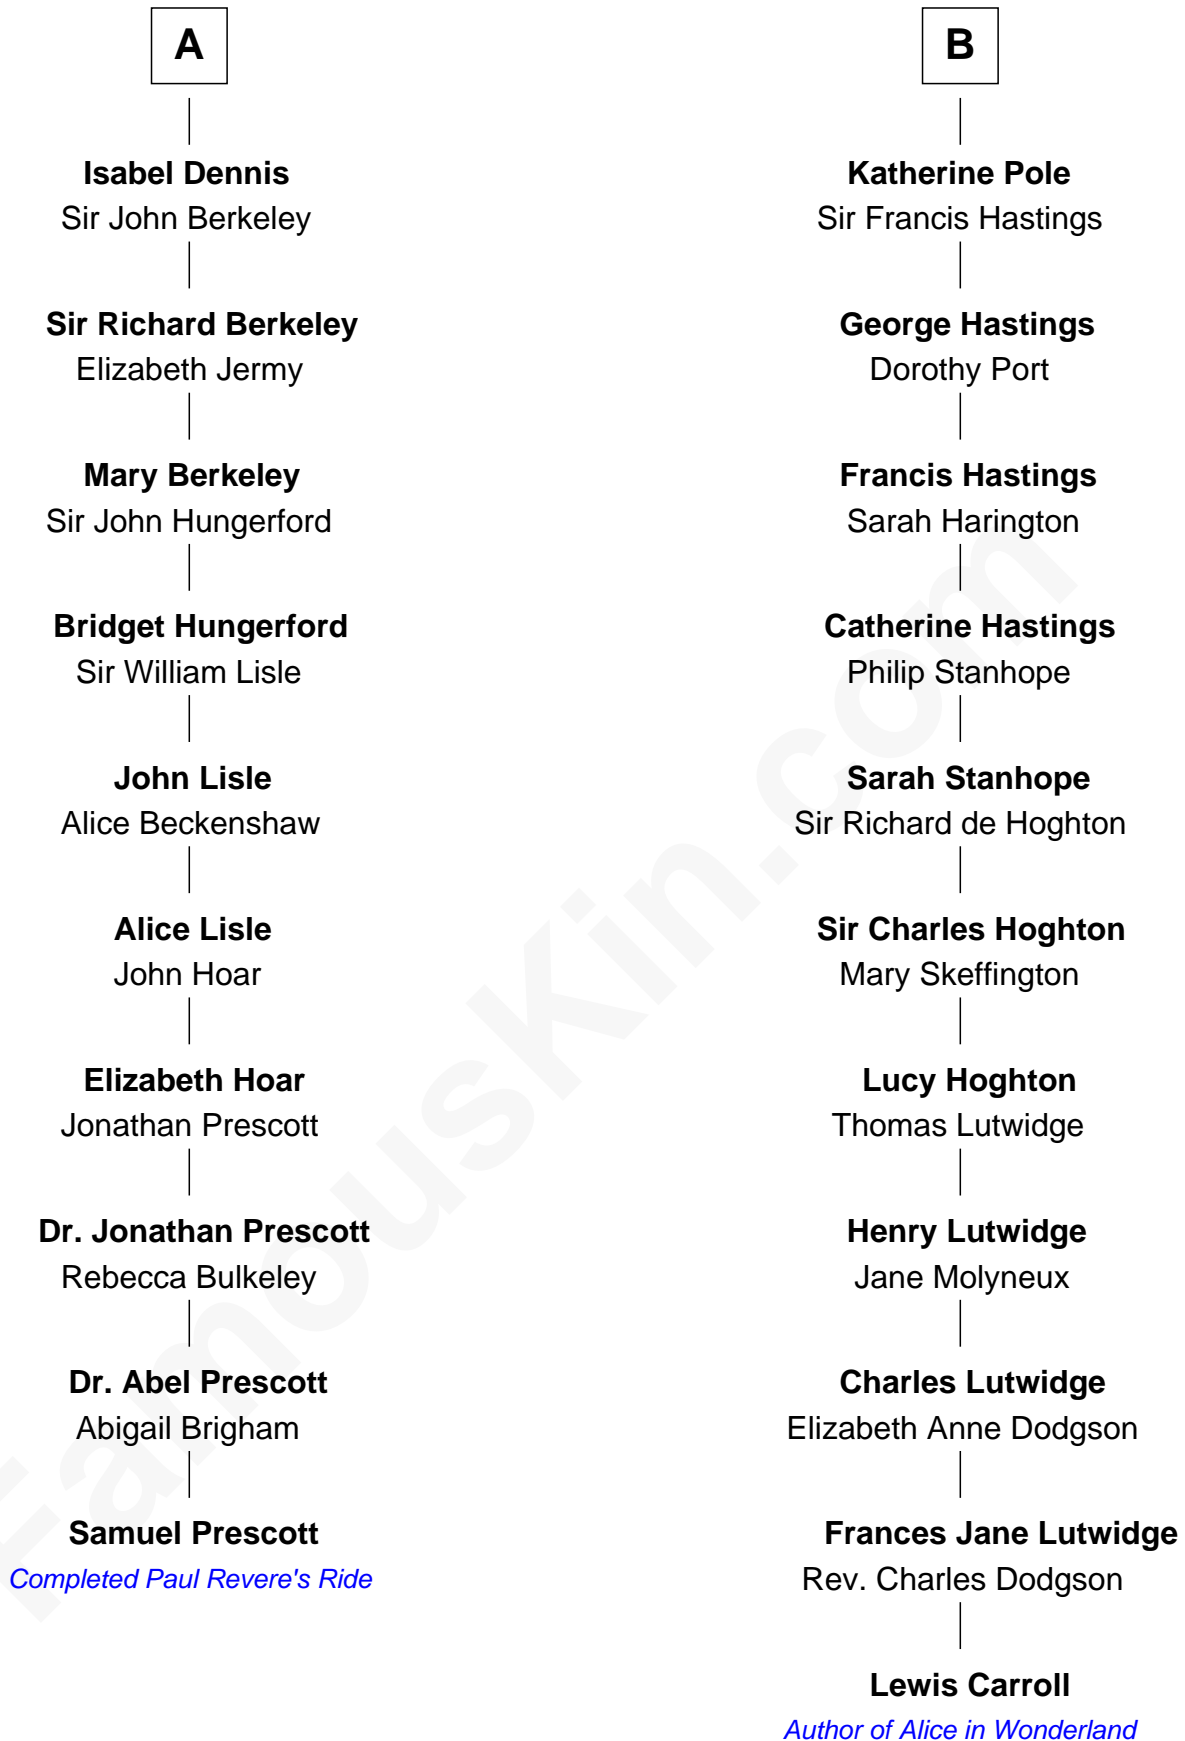 A
Isabel Dennis
Sir John Berkeley
Sir Richard Berkeley
Elizabeth Jermy
Mary Berkeley
Sir John Hungerford
Bridget Hungerford
Sir William Lisle
John Lisle
Alice Beckenshaw
Alice Lisle
John Hoar
Elizabeth Hoar
Jonathan Prescott
Dr. Jonathan Prescott
Rebecca Bulkeley
Dr. Abel Prescott
Abigail Brigham
Samuel Prescott
Completed Paul Revere's Ride
B
Katherine Pole
Sir Francis Hastings
George Hastings
Dorothy Port
Francis Hastings
Sarah Harington
Catherine Hastings
Philip Stanhope
Sarah Stanhope
Sir Richard de Hoghton
Sir Charles Hoghton
Mary Skeffington
Lucy Hoghton
Thomas Lutwidge
Henry Lutwidge
Jane Molyneux
Charles Lutwidge
Elizabeth Anne Dodgson
Frances Jane Lutwidge
Rev. Charles Dodgson
Lewis Carroll
Author of Alice in Wonderland
FamousKin.com